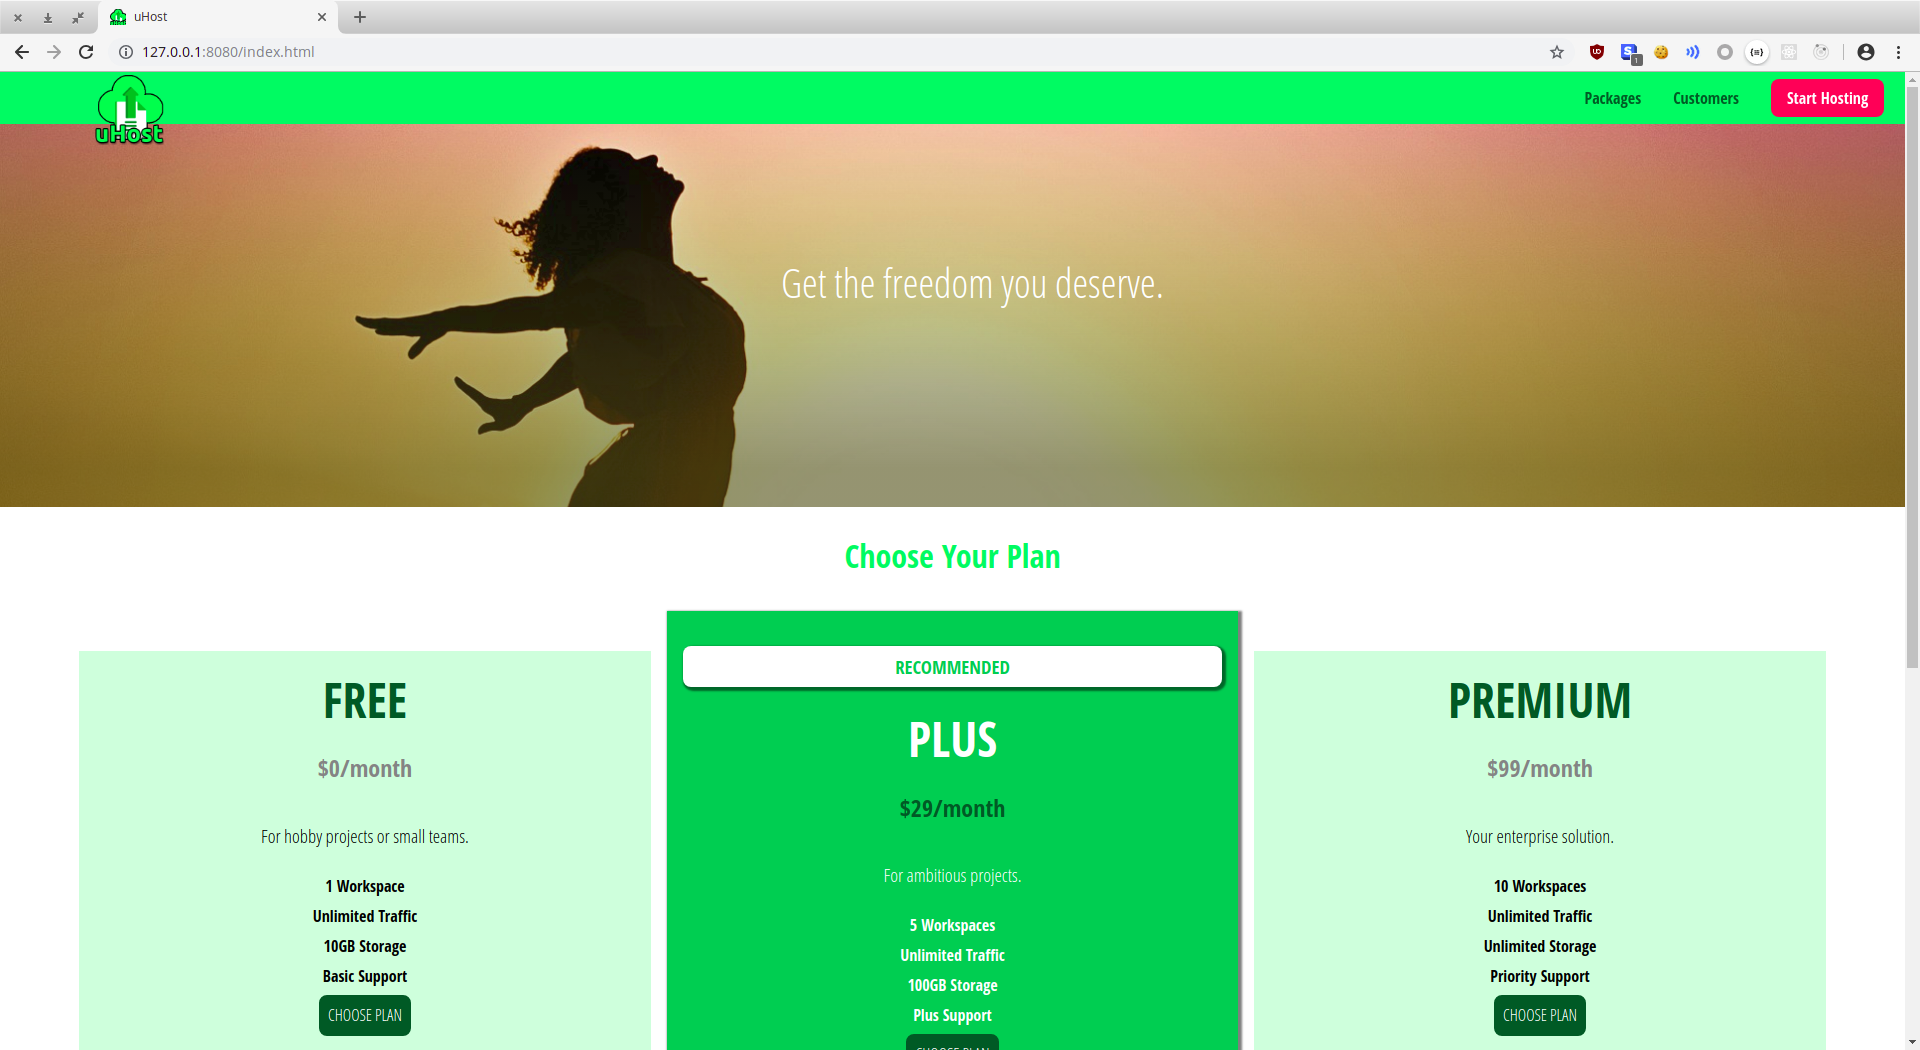 uHost
127.0.0.1:8080/index.html
uHost
Packages
Customers
Start Hosting
Get the freedom you deserve.
Choose Your Plan
FREE
$0/month
For hobby projects or small teams.
1 Workspace
Unlimited Traffic
10GB Storage
Basic Support
CHOOSE PLAN
RECOMMENDED
PLUS
$29/month
For ambitious projects.
5 Workspaces
Unlimited Traffic
100GB Storage
Plus Support
CHOOSE PLAN
PREMIUM
$99/month
Your enterprise solution.
10 Workspaces
Unlimited Traffic
Unlimited Storage
Priority Support
CHOOSE PLAN